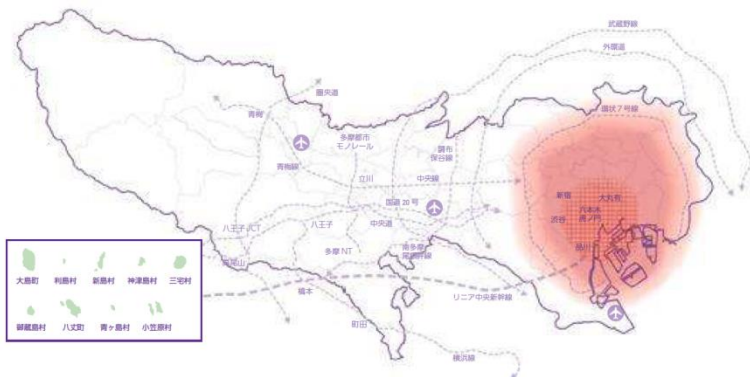 武蔵野線
外環道
圏央道
環状7号線
青梅
多摩都市
モノレール
調布
保谷線
青梅線
立川
中央線
新宿
大丸有
国道20号
六本木
虎ノ門
渋谷
八王子JCT
八王子
中央道
品川
南多摩
尾根幹線
多摩NT
高尾山
橋本
リニア中央新幹線
町田
横浜線
大島町
利島村
新島村
神津島村
三宅村
御蔵島村
八丈町
青ヶ島村
小笠原村